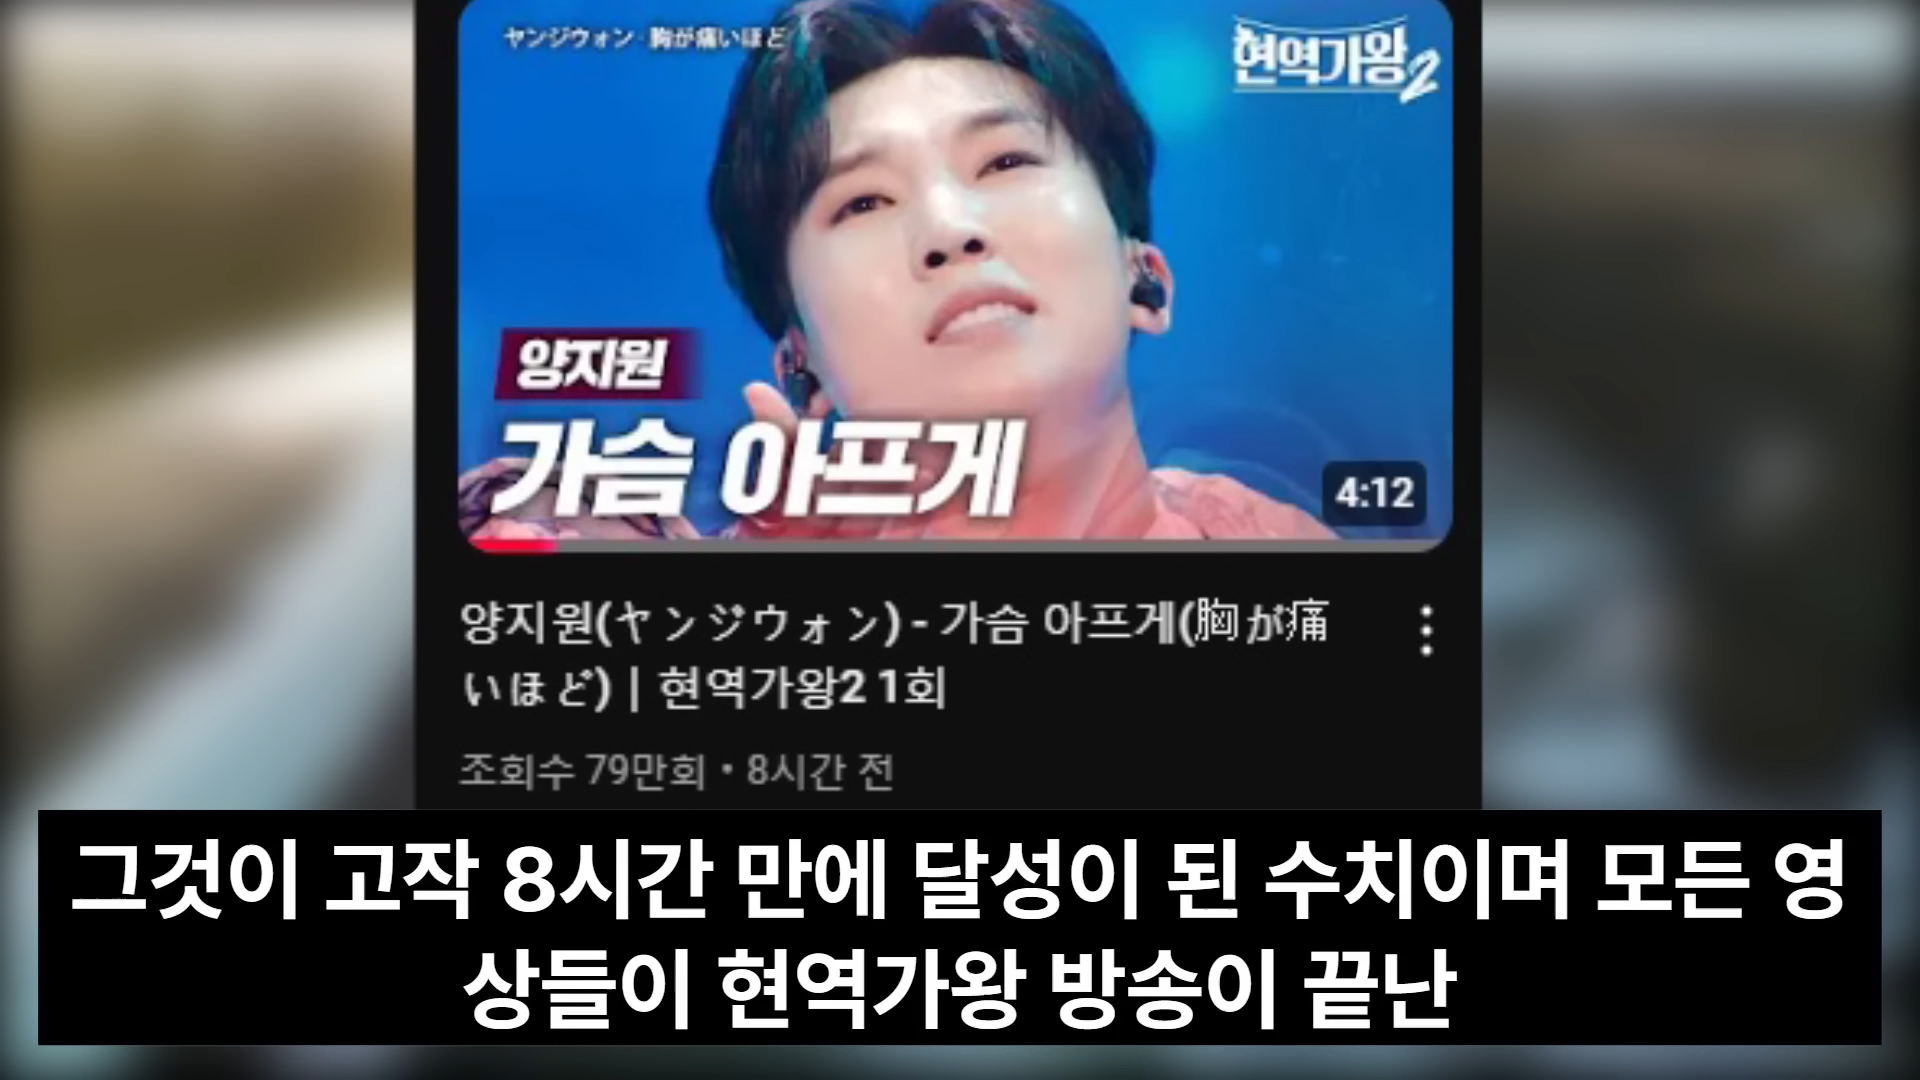 ヤンジウォン - 胸が痛いほど
현역가왕2
양지원
가슴 아프게
4:12
양지원(ヤンジウォン) - 가슴 아프게(胸が痛
いほど) | 현역가왕2 1회
조회수 79만회 • 8시간 전
그것이 고작 8시간 만에 달성이 된 수치이며 모든 영
상들이 현역가왕 방송이 끝난